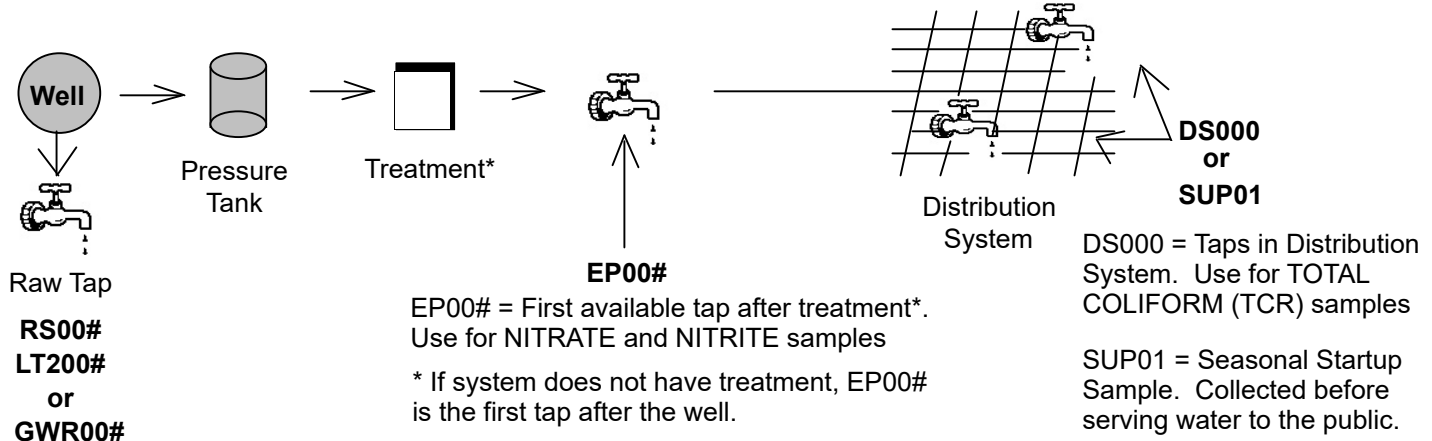 Well
Pressure
Tank
Treatment*
Raw Tap
RS00#
LT200#
or
GWR00#
EP00#
EP00# = First available tap after treatment*.
Use for NITRATE and NITRITE samples
* If system does not have treatment, EP00#
is the first tap after the well.
Distribution
System
DS000
or
SUP01
DS000 = Taps in Distribution
System. Use for TOTAL
COLIFORM (TCR) samples
SUP01 = Seasonal Startup
Sample. Collected before
serving water to the public.